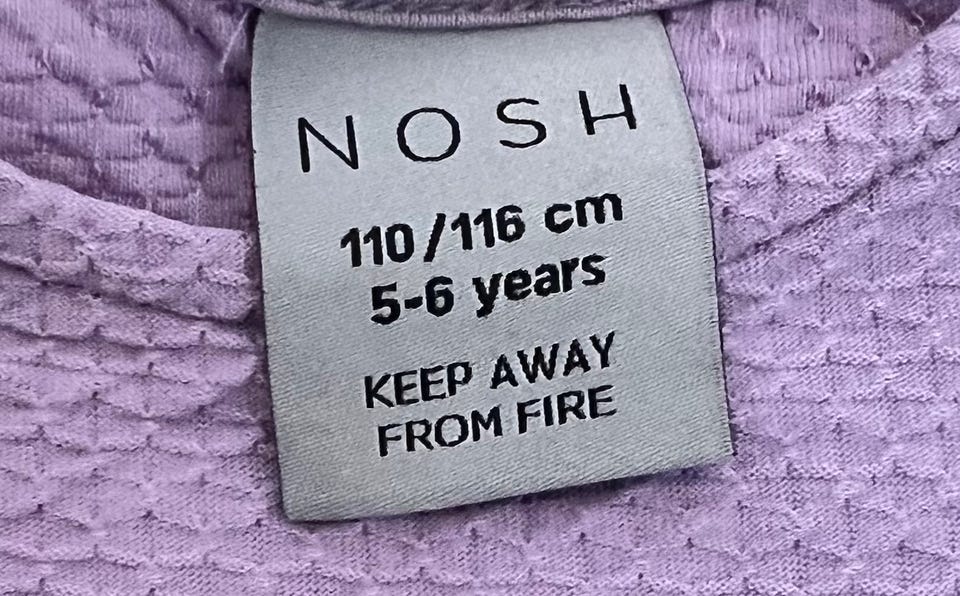 NOSH
110/116 cm
5-6 years
KEEP AWAY
FROM FIRE